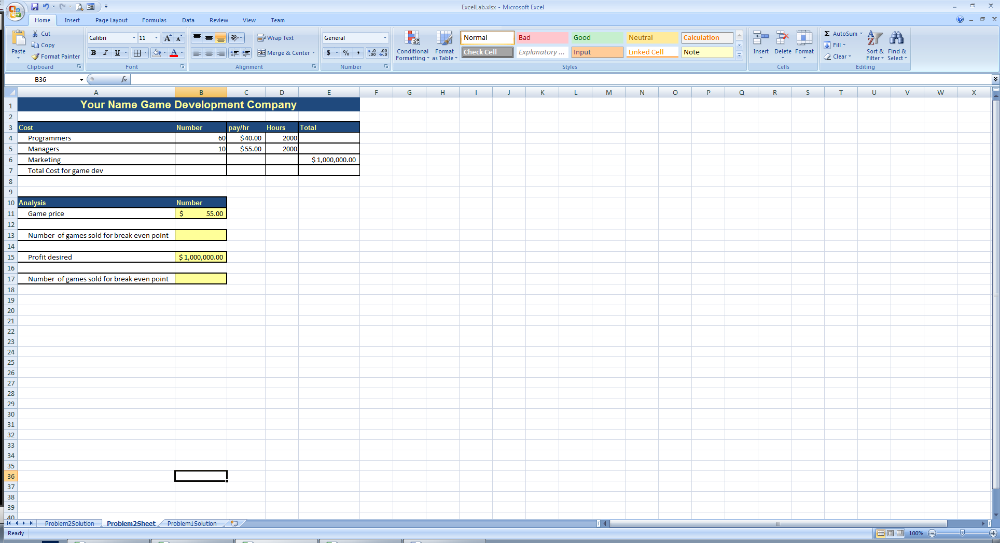 ExcelLab.xlsx - Microsoft Excel
Home Insert Page Layout Formulas Data Review View Team
Paste Cut Copy Format Painter Clipboard
Calibri 11 A A B I U A Font
Wrap Text Merge & Center Alignment
General $ % , .00 .00 Number
Conditional Formatting Format as Table
Normal Bad Good Neutral Calculation
Check Cell Explanatory ... Input Linked Cell Note
Styles
Insert Delete Format Cells
Σ AutoSum Fill Clear Sort & Filter Find & Select Editing
B36 fx
A B C D E F G H I J K L M N O P Q R S T U V W X
1 Your Name Game Development Company
2
3 Cost Number pay/hr Hours Total
4 Programmers 60 $40.00 2000
5 Managers 10 $55.00 2000
6 Marketing $1,000,000.00
7 Total Cost for game dev
8
9
10 Analysis Number
11 Game price $ 55.00
12
13 Number of games sold for break even point
14
15 Profit desired $1,000,000.00
16
17 Number of games sold for break even point
18
19
20
21
22
23
24
25
26
27
28
29
30
31
32
33
34
35
36
37
38
39
40
Problem2Solution Problem2Sheet Problem1Solution
Ready 100%